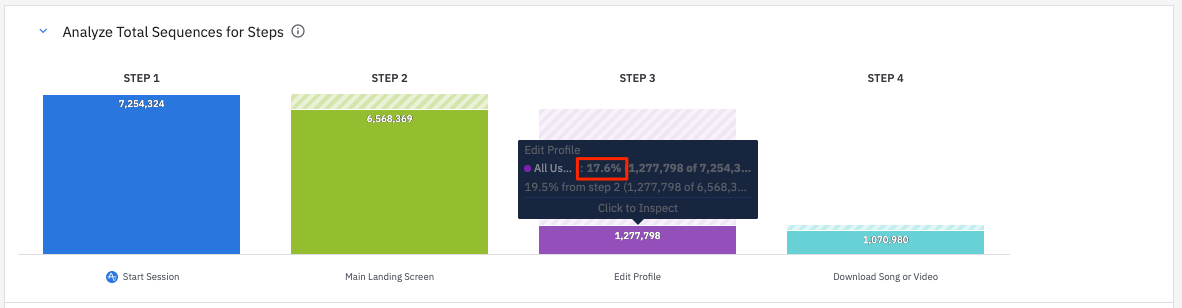 Analyze Total Sequences for Steps
STEP 1
STEP 2
STEP 3
STEP 4
7,254,324
6,568,369
Edit Profile
All Us... : 17.6% (1,277,798 of 7,254,3...
19.5% from step 2 (1,277,798 of 6,568,3...
Click to Inspect
1,277,798
1,070,980
Start Session
Main Landing Screen
Edit Profile
Download Song or Video